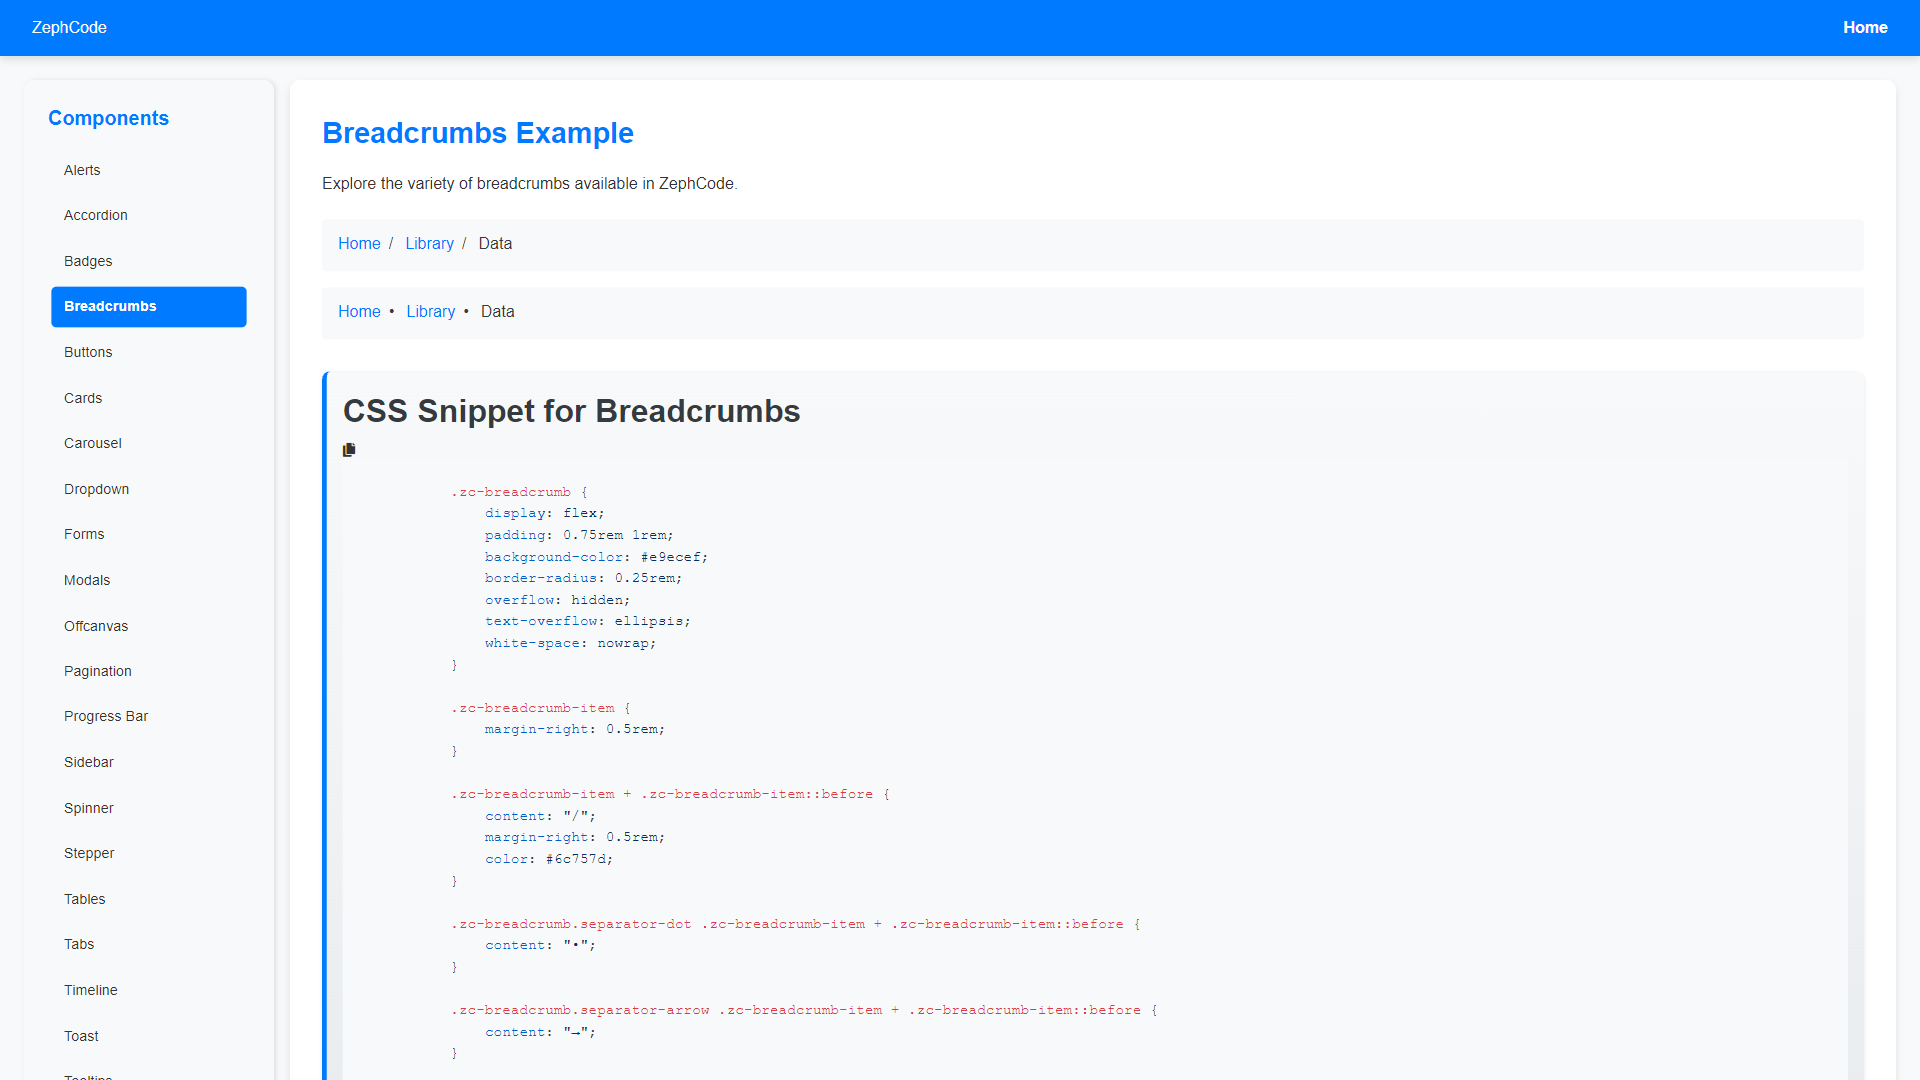 ZephCode
Home
Components
Alerts
Accordion
Badges
Breadcrumbs
Buttons
Cards
Carousel
Dropdown
Forms
Modals
Offcanvas
Pagination
Progress Bar
Sidebar
Spinner
Stepper
Tables
Tabs
Timeline
Toast
Breadcrumbs Example
Explore the variety of breadcrumbs available in ZephCode.
Home / Library / Data
Home • Library • Data
CSS Snippet for Breadcrumbs
.zc-breadcrumb {
display: flex;
padding: 0.75rem 1rem;
background-color: #e9ecef;
border-radius: 0.25rem;
overflow: hidden;
text-overflow: ellipsis;
white-space: nowrap;
}
.zc-breadcrumb-item {
margin-right: 0.5rem;
}
.zc-breadcrumb-item + .zc-breadcrumb-item::before {
content: "/";
margin-right: 0.5rem;
color: #6c757d;
}
.zc-breadcrumb.separator-dot .zc-breadcrumb-item + .zc-breadcrumb-item::before {
content: "•";
}
.zc-breadcrumb.separator-arrow .zc-breadcrumb-item + .zc-breadcrumb-item::before {
content: "→";
}